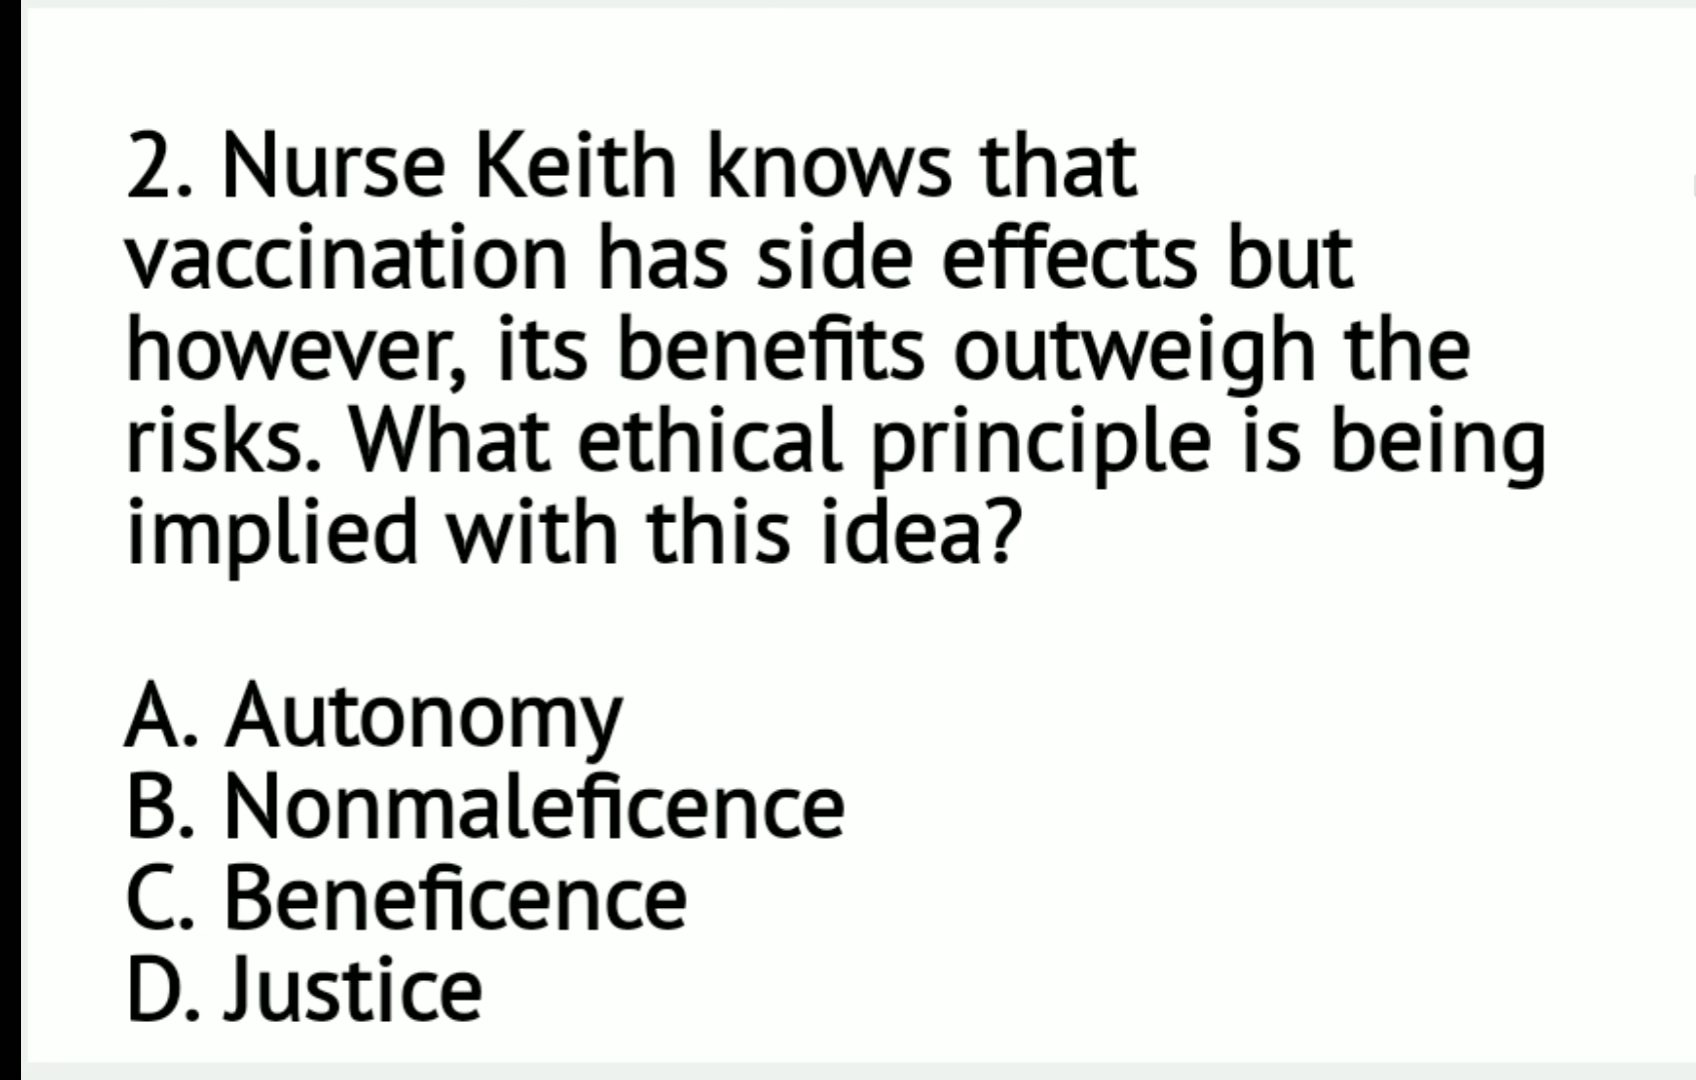 2. Nurse Keith knows that
vaccination has side effects but
however, its benefits outweigh the
risks. What ethical principle is being
implied with this idea?
A. Autonomy
B. Nonmaleficence
C. Beneficence
D. Justice